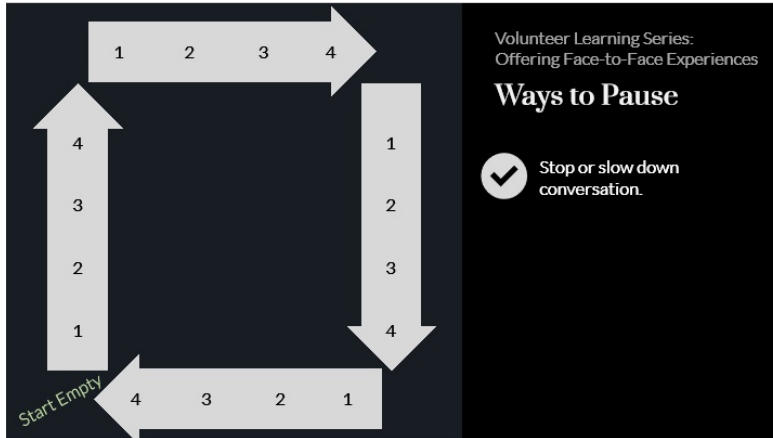 1 2 3 4
Volunteer Learning Series:
Offering Face-to-Face Experiences
Ways to Pause
Stop or slow down
conversation.
4
3
2
1
1
2
3
4
Start Empty
4 3 2 1